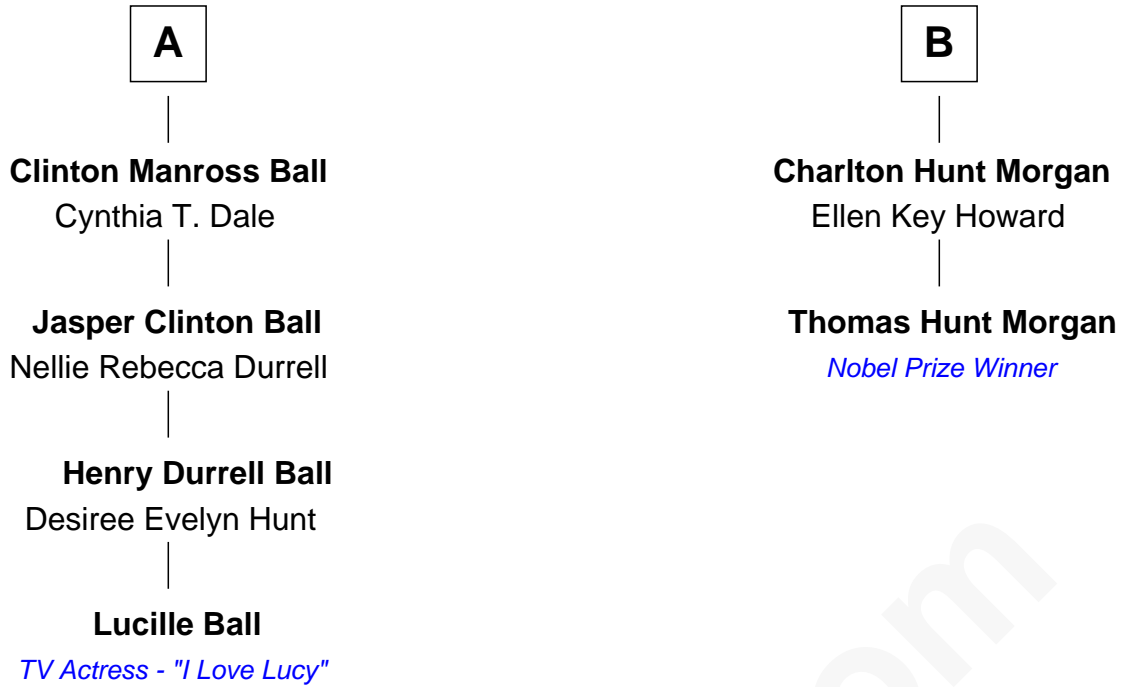 A
Clinton Manross Ball
Cynthia T. Dale
Jasper Clinton Ball
Nellie Rebecca Durrell
Henry Durrell Ball
Desiree Evelyn Hunt
Lucille Ball
TV Actress - "I Love Lucy"
B
Charlton Hunt Morgan
Ellen Key Howard
Thomas Hunt Morgan
Nobel Prize Winner
om